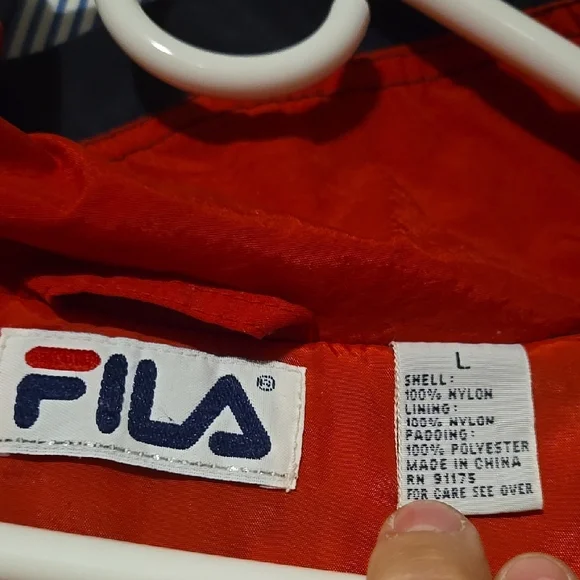 FILA®
L
SHELL:
100% NYLON
LINING:
100% NYLON
PADDING:
100% POLYESTER
MADE IN CHINA
RN 91175
FOR CARE SEE OVER